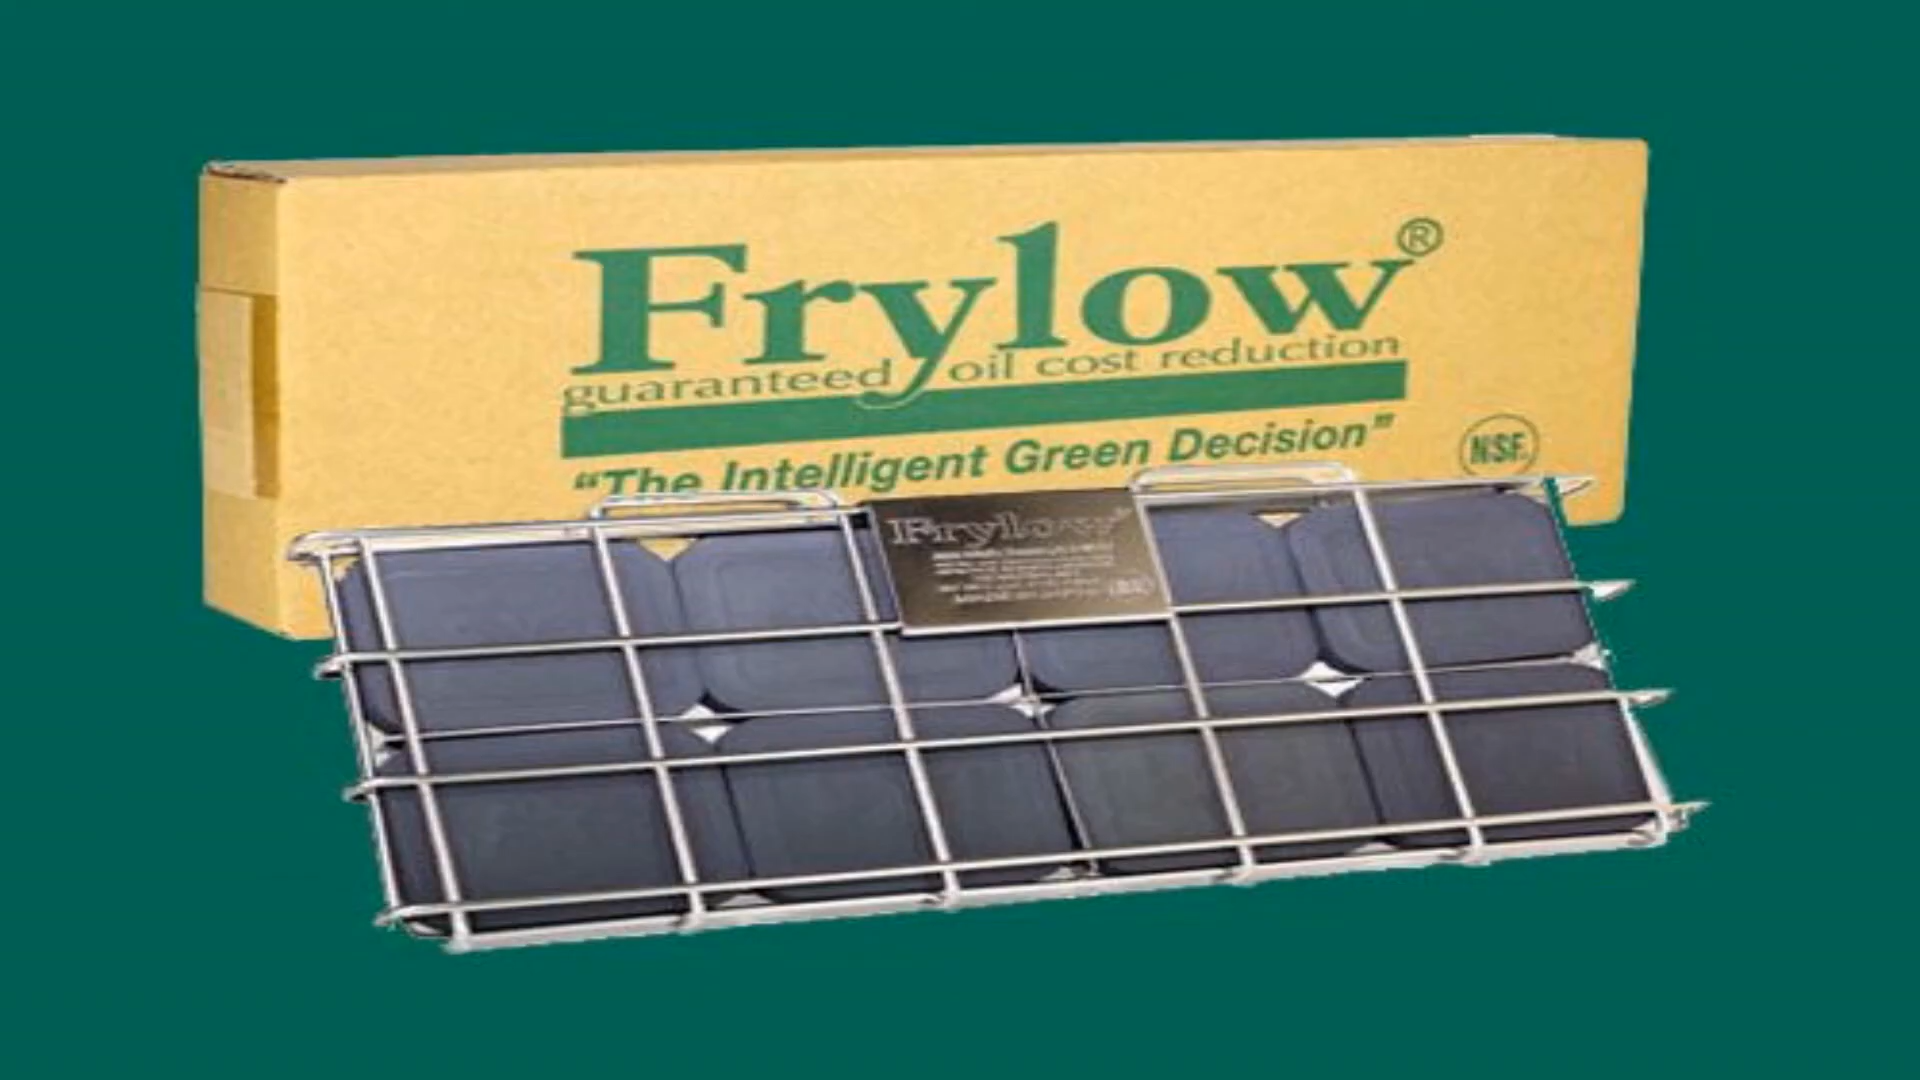 Frylow®
guaranteed oil cost reduction
“The Intelligent Green Decision”
NSF.
Frylow